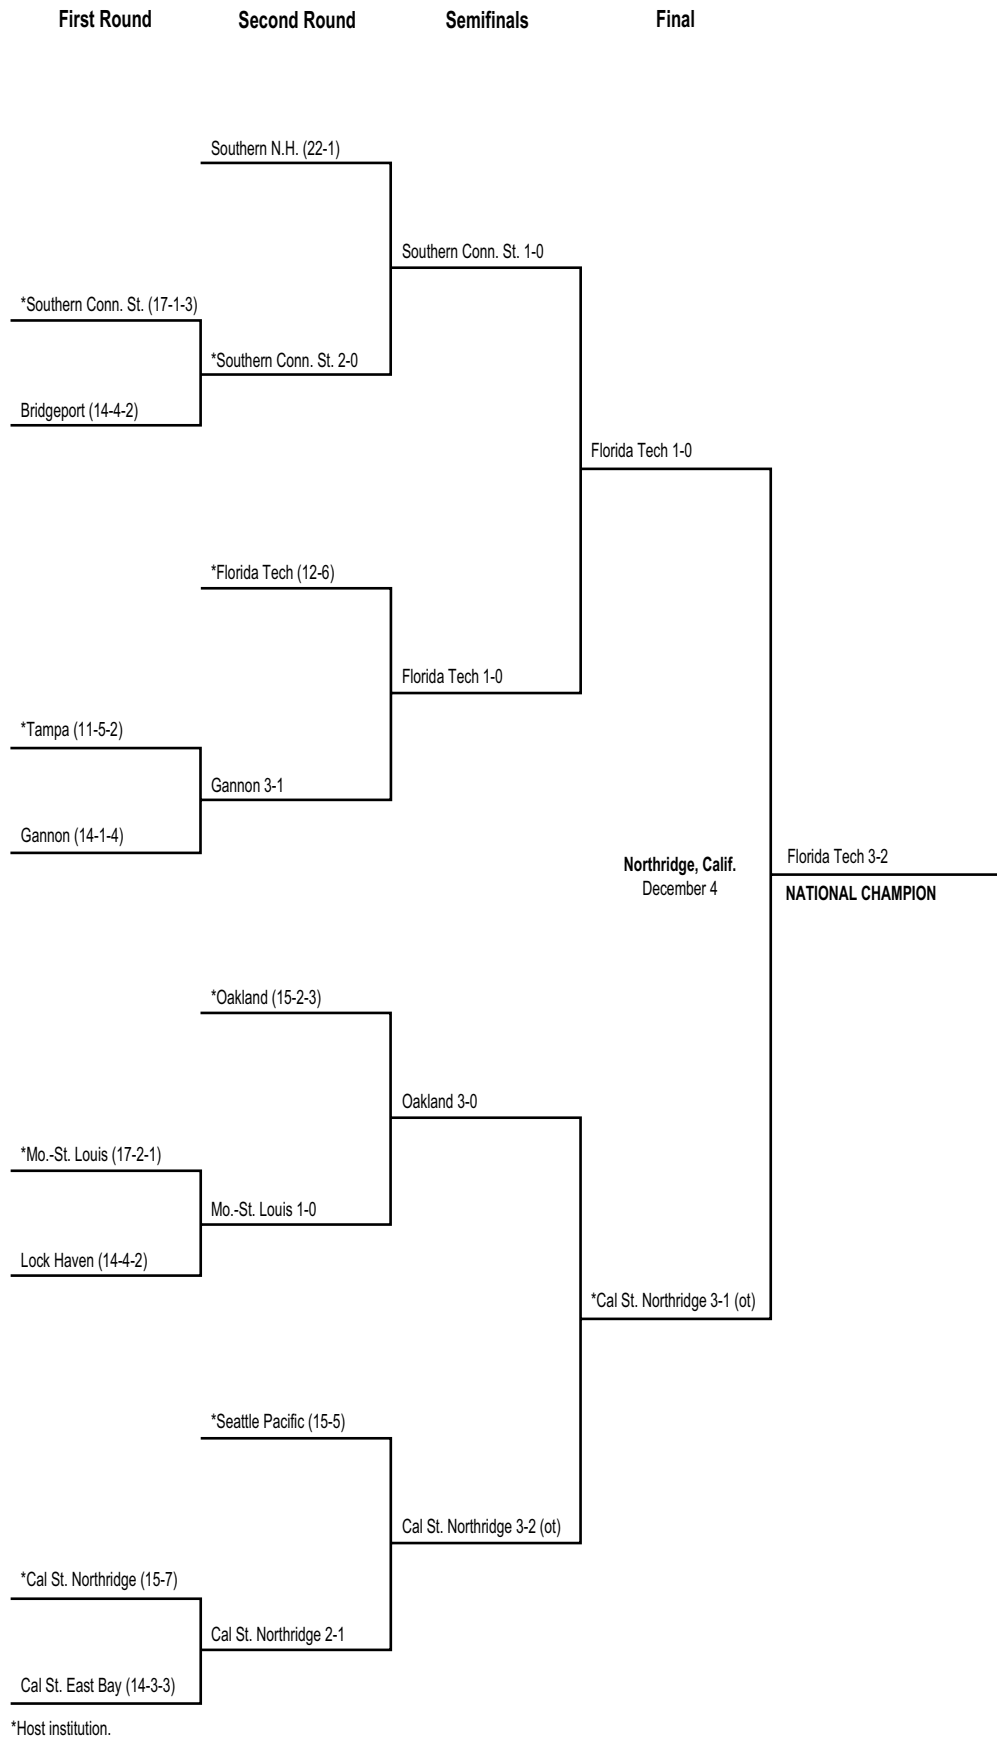 First Round Second Round Semifinals Final
Southern N.H. (22-1)
Southern Conn. St. 1-0
*Southern Conn. St. (17-1-3)
*Southern Conn. St. 2-0
Bridgeport (14-4-2)
Florida Tech 1-0
*Florida Tech (12-6)
Florida Tech 1-0
*Tampa (11-5-2)
Gannon 3-1
Gannon (14-1-4)
Florida Tech 3-2
Northridge, Calif.
December 4
NATIONAL CHAMPION
*Oakland (15-2-3)
Oakland 3-0
*Mo.-St. Louis (17-2-1)
Mo.-St. Louis 1-0
Lock Haven (14-4-2)
*Cal St. Northridge 3-1 (ot)
*Seattle Pacific (15-5)
Cal St. Northridge 3-2 (ot)
*Cal St. Northridge (15-7)
Cal St. Northridge 2-1
Cal St. East Bay (14-3-3)
*Host institution.